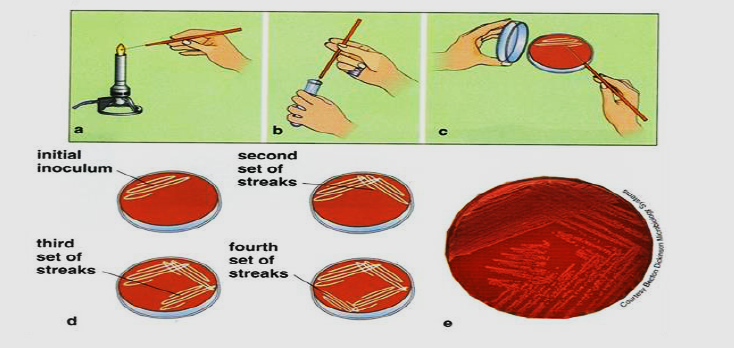 a
b
c
initial
inoculum
second
set of
streaks
third
set of
streaks
fourth
set of
streaks
d
e
Courtesy Becton Dickinson Microbiology Systems